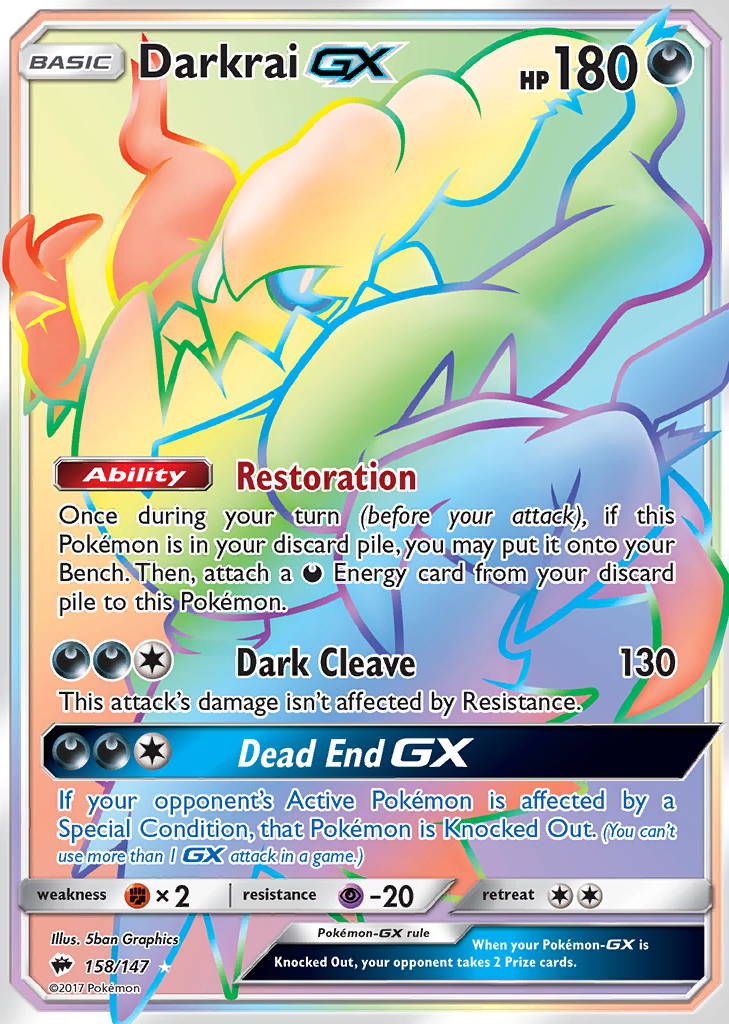 BASIC Darkrai GX HP 180
Ability Restoration
Once during your turn (before your attack), if this
Pokémon is in your discard pile, you may put it onto your
Bench. Then, attach a Energy card from your discard
pile to this Pokémon.
Dark Cleave 130
This attack's damage isn't affected by Resistance.
Dead End GX
If your opponent's Active Pokémon is affected by a
Special Condition, that Pokémon is Knocked Out. (You can't
use more than 1 GX attack in a game.)
weakness × 2 resistance -20 retreat
Illus. 5ban Graphics
158/147
©2017 Pokémon
Pokémon-GX rule
When your Pokémon-GX is
Knocked Out, your opponent takes 2 Prize cards.